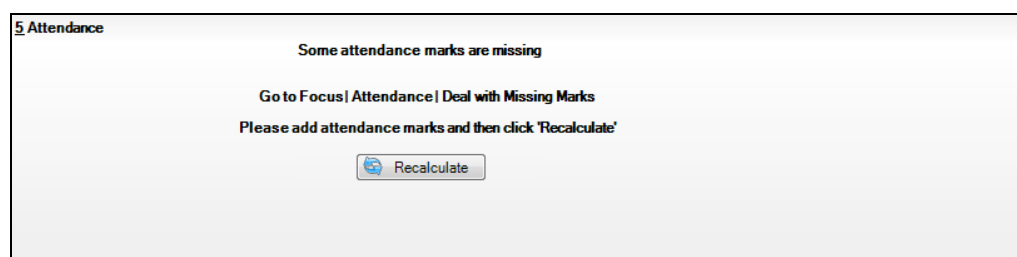 5 Attendance
Some attendance marks are missing
Go to Focus| Attendance| Deal with Missing Marks
Please add attendance marks and then click 'Recalculate'
Recalculate